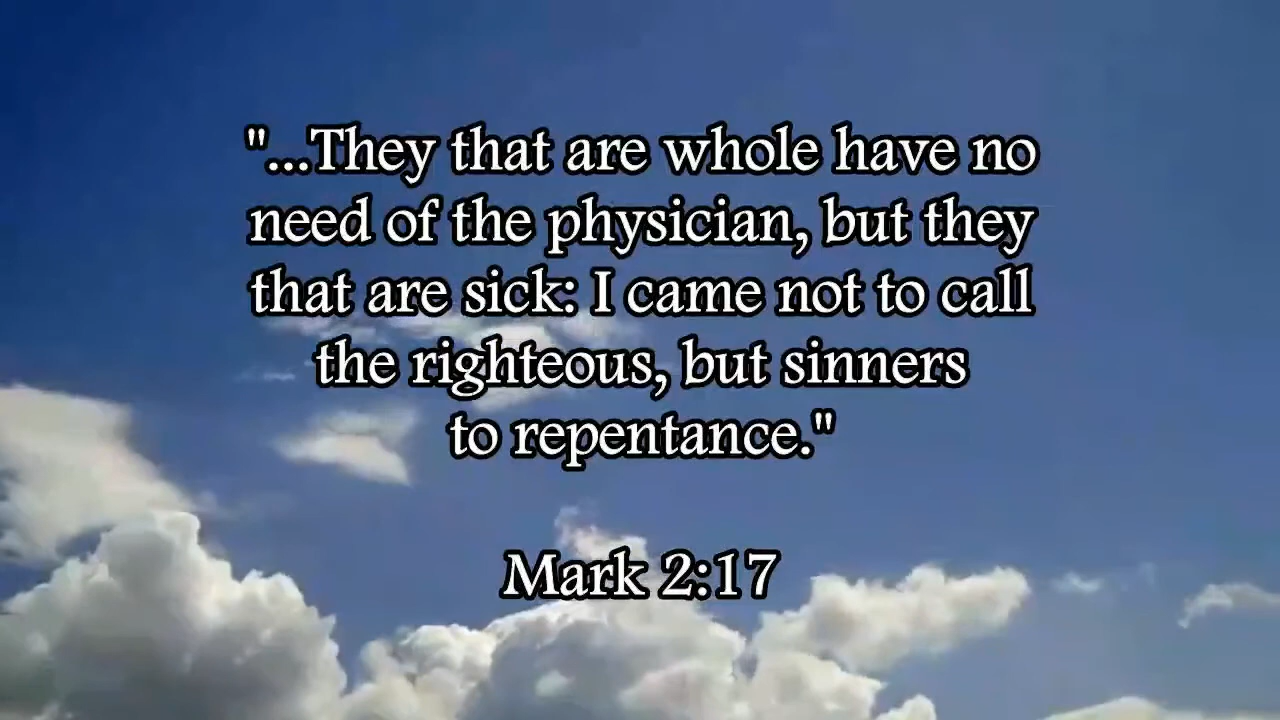 "...They that are whole have no
need of the physician, but they
that are sick: I came not to call
the righteous, but sinners
to repentance."
Mark 2:17